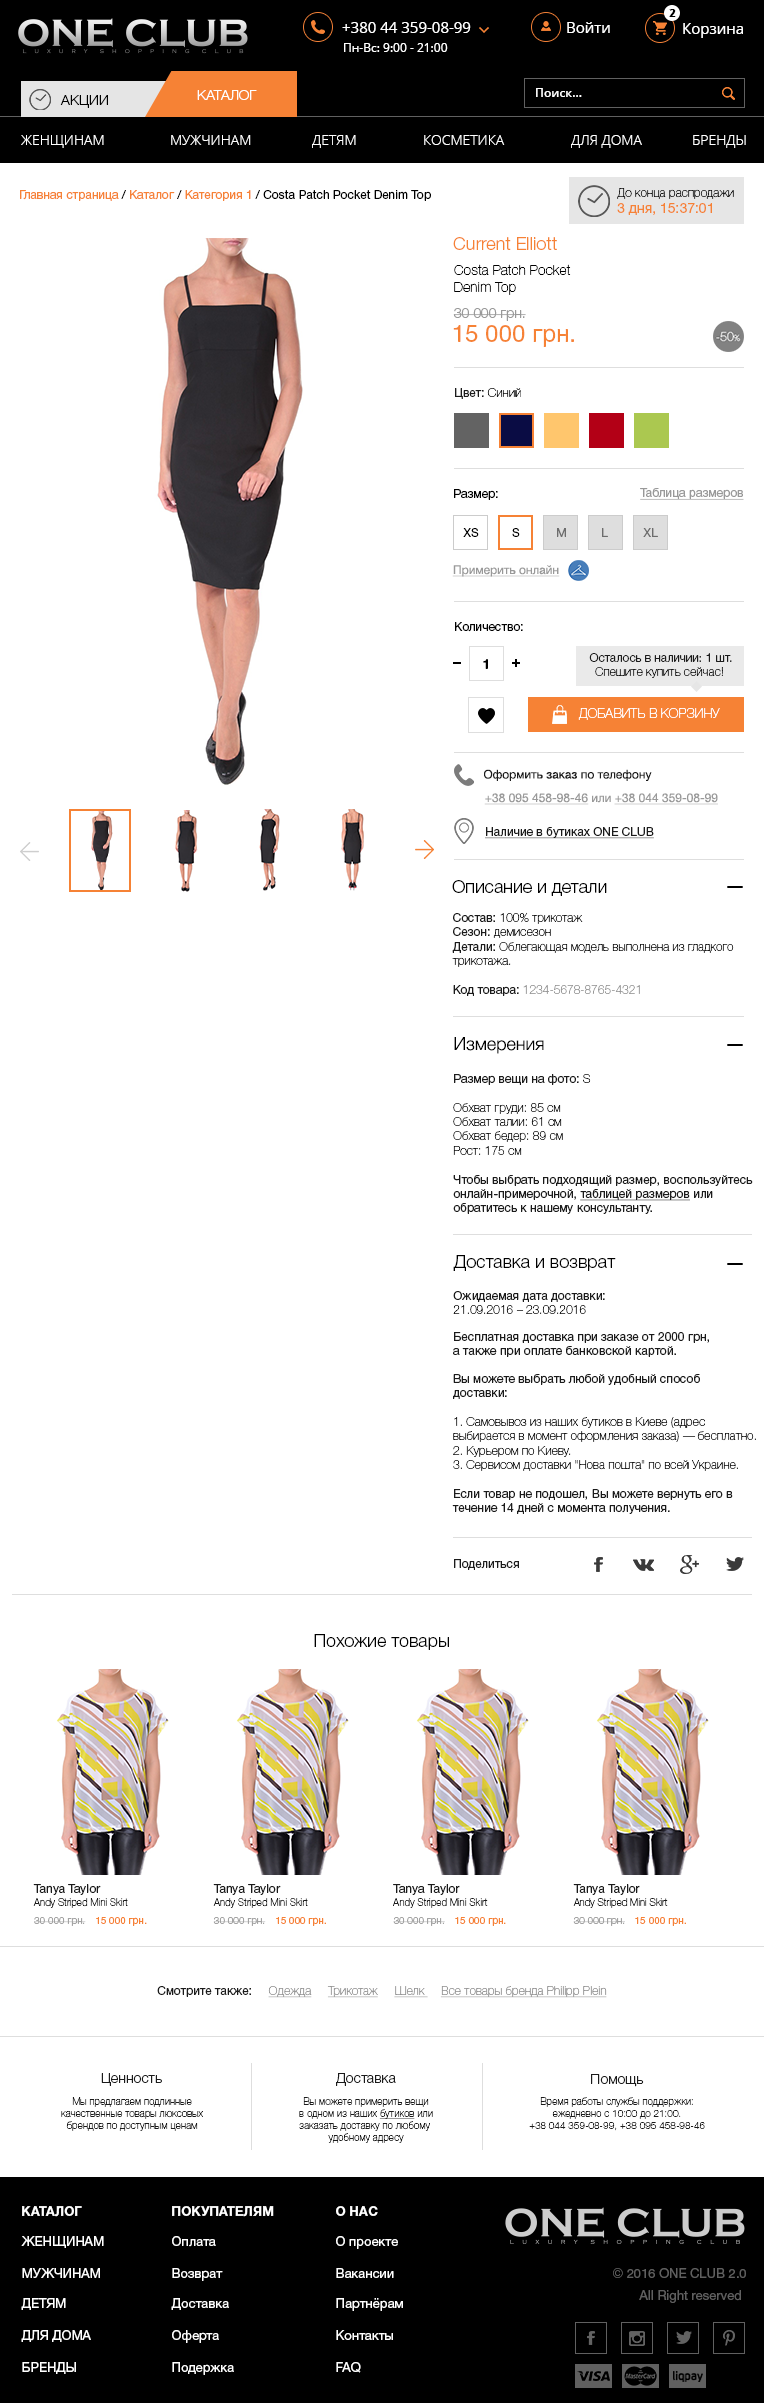 ONE CLUB
LUXURY SHOPPING CLUB
+380 44 359-08-99
Пн-Вс: 9:00 - 21:00
Войти
2
Корзина
АКЦИИ
КАТАЛОГ
Поиск...
ЖЕНЩИНАМ МУЖЧИНАМ ДЕТЯМ КОСМЕТИКА ДЛЯ ДОМА БРЕНДЫ
Главная страница / Каталог / Категория 1 / Costa Patch Pocket Denim Top
До конца распродажи
3 дня, 15:37:01
Current Elliott
Costa Patch Pocket
Denim Top
30 000 грн.
15 000 грн.
-50%
Цвет: Синий
Размер:
Таблица размеров
XS S M L XL
Примерить онлайн
Количество:
1
Осталось в наличии: 1 шт.
Спешите купить сейчас!
ДОБАВИТЬ В КОРЗИНУ
Оформить заказ по телефону
+38 095 458-98-46 или +38 044 359-08-99
Наличие в бутиках ONE CLUB
Описание и детали
Состав: 100% трикотаж
Сезон: демисезон
Детали: Облегающая модель выполнена из гладкого
трикотажа.
Код товара: 1234-5678-8765-4321
Измерения
Размер вещи на фото: S
Обхват груди: 85 см
Обхват талии: 61 см
Обхват бедер: 89 см
Рост: 175 см
Чтобы выбрать подходящий размер, воспользуйтесь
онлайн-примерочной, таблицей размеров или
обратитесь к нашему консультанту.
Доставка и возврат
Ожидаемая дата доставки:
21.09.2016 – 23.09.2016
Бесплатная доставка при заказе от 2000 грн,
а также при оплате банковской картой.
Вы можете выбрать любой удобный способ
доставки:
1. Самовывоз из наших бутиков в Киеве (адрес
выбирается в момент оформления заказа) — бесплатно.
2. Курьером по Киеву.
3. Сервисом доставки "Нова пошта" по всей Украине.
Если товар не подошел, Вы можете вернуть его в
течение 14 дней с момента получения.
Поделиться
Похожие товары
Tanya Taylor Tanya Taylor Tanya Taylor Tanya Taylor
Andy Striped Mini Skirt Andy Striped Mini Skirt Andy Striped Mini Skirt Andy Striped Mini Skirt
30 000 грн. 15 000 грн. 30 000 грн. 15 000 грн. 30 000 грн. 15 000 грн. 30 000 грн. 15 000 грн.
Смотрите также: Одежда Трикотаж Шелк Все товары бренда Philipp Plein
Ценность
Мы предлагаем подлинные
качественные товары люксовых
брендов по доступным ценам
Доставка
Вы можете примерить вещи
в одном из наших бутиков или
заказать доставку по любому
удобному адресу
Помощь
Время работы службы поддержки:
ежедневно с 10:00 до 21:00.
+38 044 359-08-99, +38 095 458-98-46
КАТАЛОГ
ЖЕНЩИНАМ
МУЖЧИНАМ
ДЕТЯМ
ДЛЯ ДОМА
БРЕНДЫ
ПОКУПАТЕЛЯМ
Оплата
Возврат
Доставка
Оферта
Подержка
О НАС
О проекте
Вакансии
Партнёрам
Контакты
FAQ
ONE CLUB
LUXURY SHOPPING CLUB
© 2016 ONE CLUB 2.0
All Right reserved
VISA MasterCard liqpay